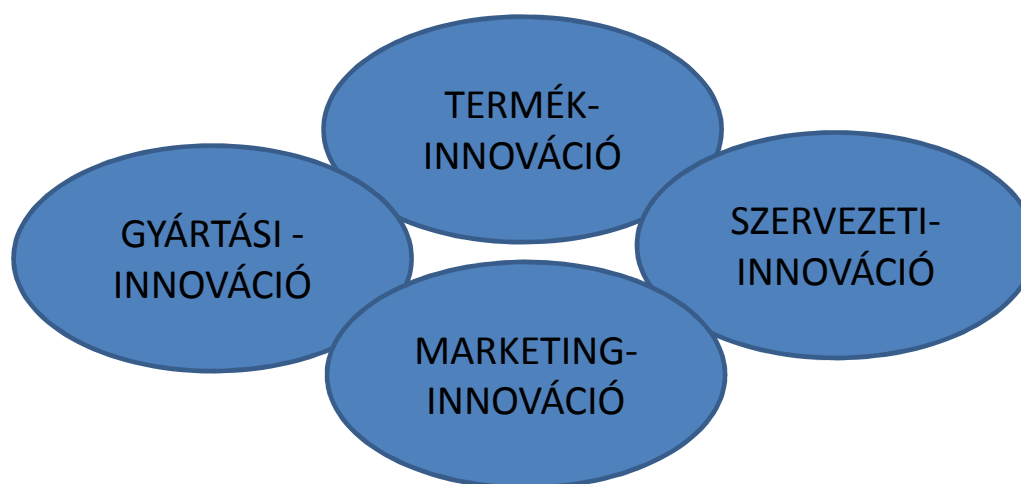 TERMÉK-
INNOVÁCIÓ
GYÁRTÁSI -
INNOVÁCIÓ
SZERVEZETI-
INNOVÁCIÓ
MARKETING-
INNOVÁCIÓ